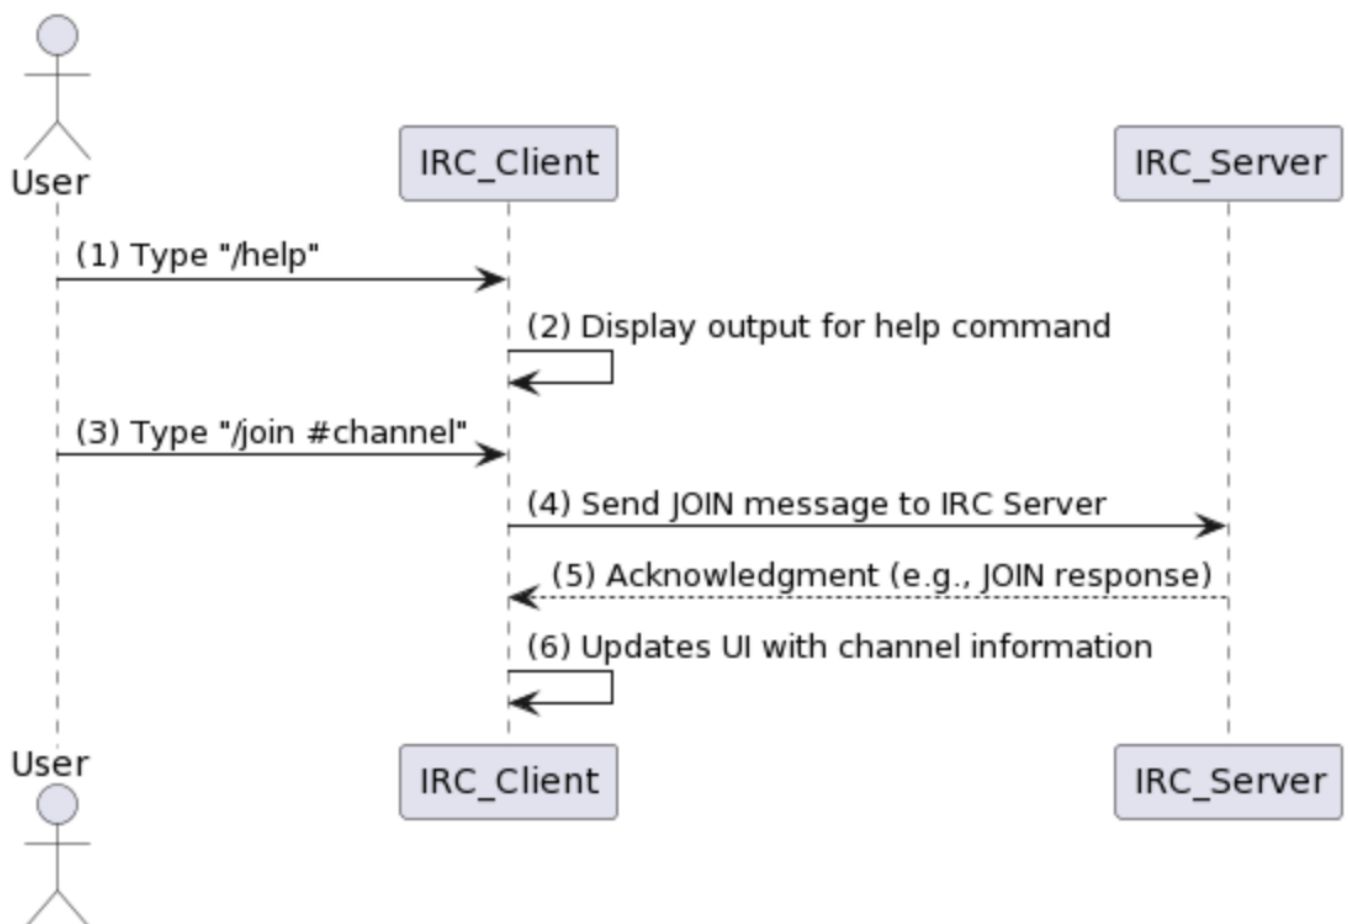 User
IRC_Client
IRC_Server
(1) Type "/help"
(2) Display output for help command
(3) Type "/join #channel"
(4) Send JOIN message to IRC Server
(5) Acknowledgment (e.g., JOIN response)
(6) Updates UI with channel information
User
IRC_Client
IRC_Server